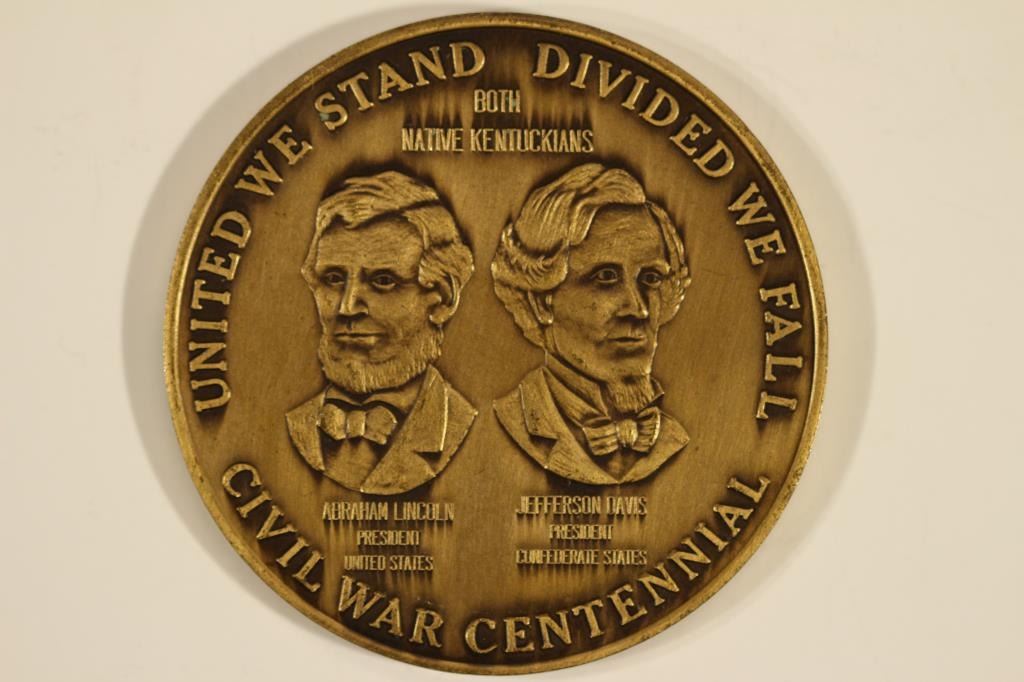 UNITED WE STAND DIVIDED WE FALL
BOTH
NATIVE KENTUCKIANS
ABRAHAM LINCOLN
PRESIDENT
UNITED STATES
JEFFERSON DAVIS
PRESIDENT
CONFEDERATE STATES
CIVIL WAR CENTENNIAL